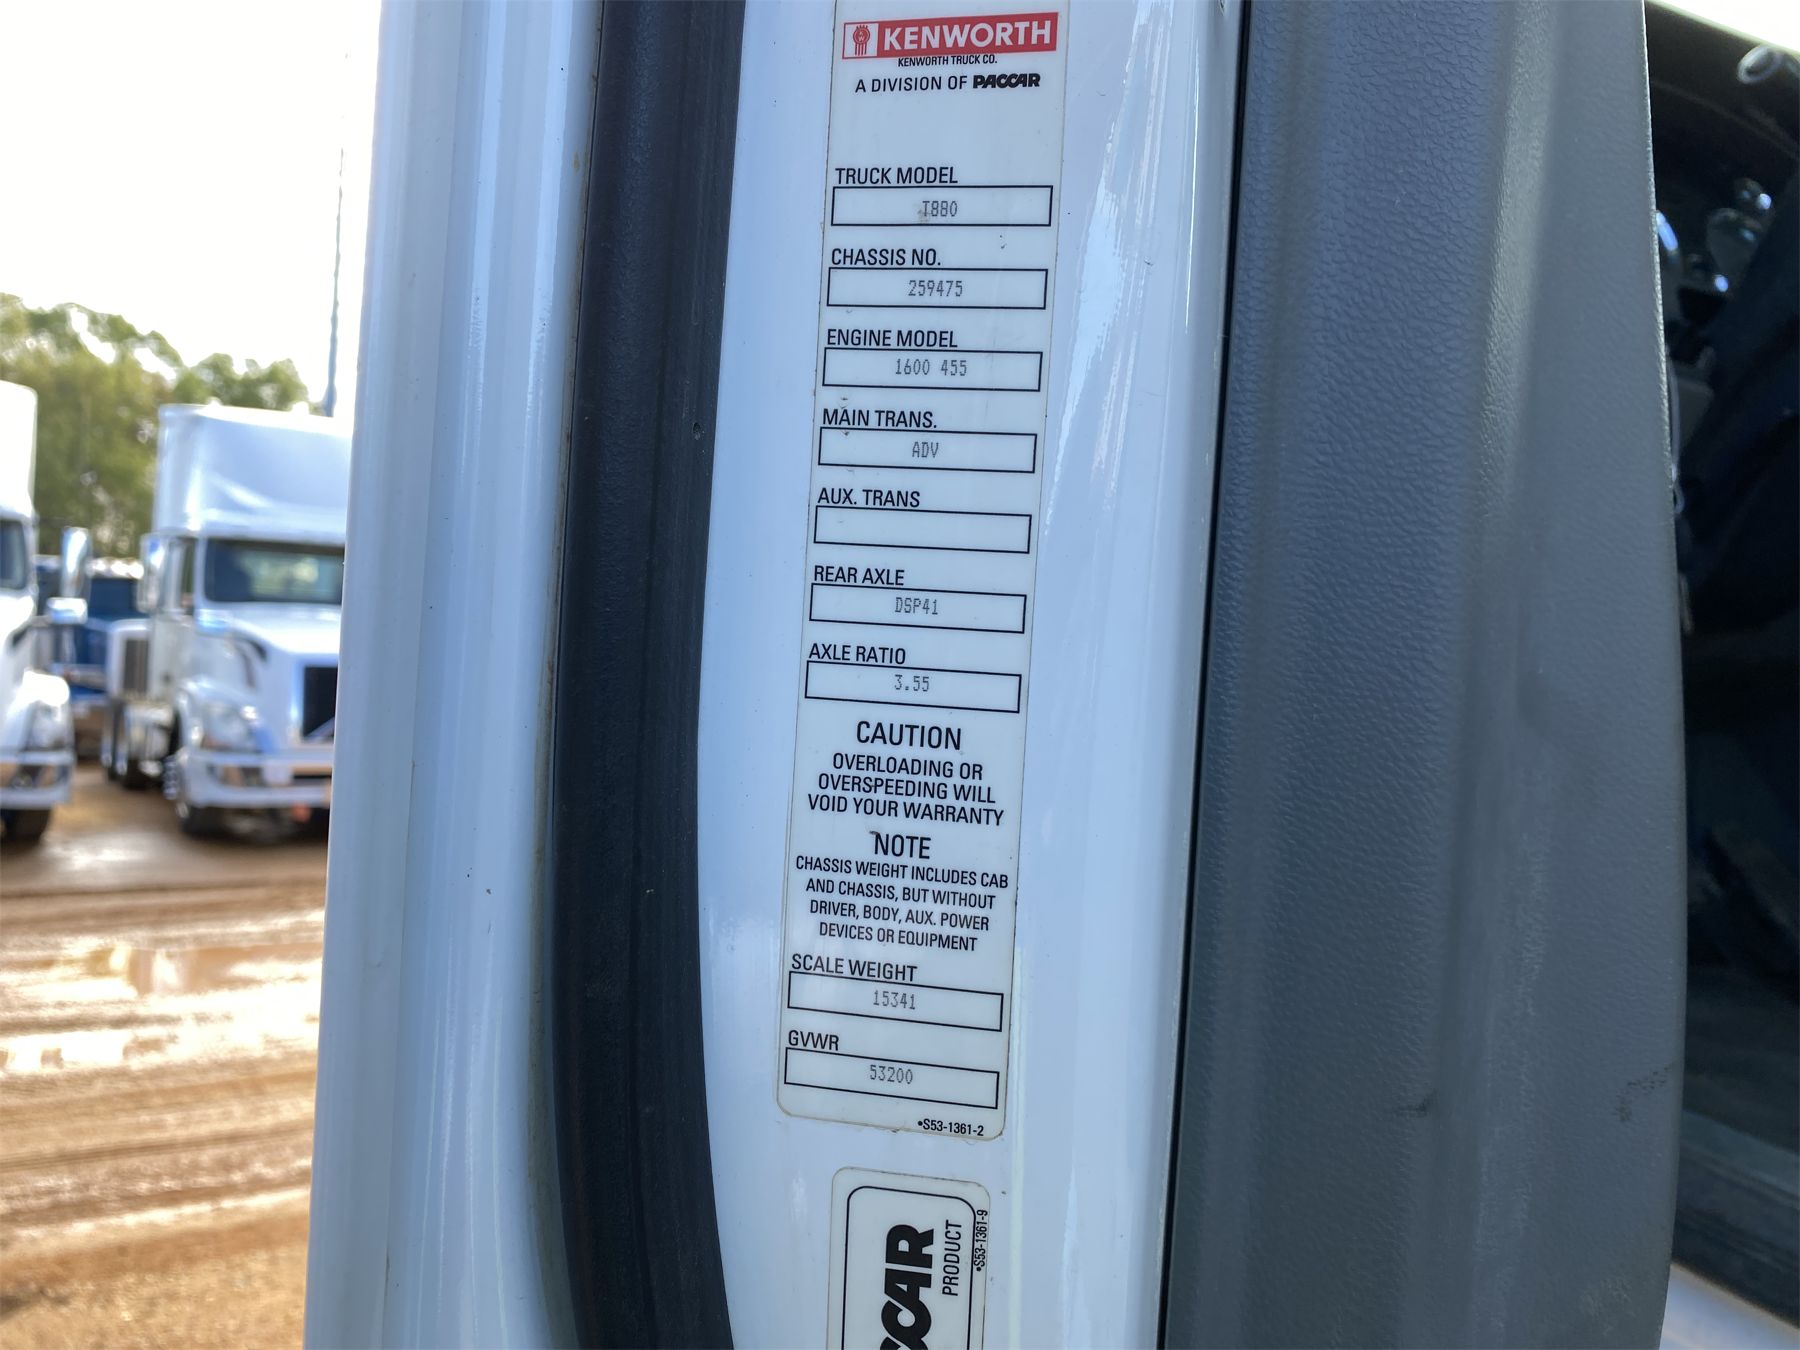 KENWORTH
KENWORTH TRUCK CO.
A DIVISION OF PACCAR
TRUCK MODEL
T880
CHASSIS NO.
259475
ENGINE MODEL
1600 455
MAIN TRANS.
ADV
AUX. TRANS
REAR AXLE
DSP41
AXLE RATIO
3.55
CAUTION
OVERLOADING OR
OVERSPEEDING WILL
VOID YOUR WARRANTY
NOTE
CHASSIS WEIGHT INCLUDES CAB
AND CHASSIS, BUT WITHOUT
DRIVER, BODY, AUX. POWER
DEVICES OR EQUIPMENT
SCALE WEIGHT
15341
GVWR
53200
•S53-1361-2
CCAR
PRODUCT
•S53-1361-9